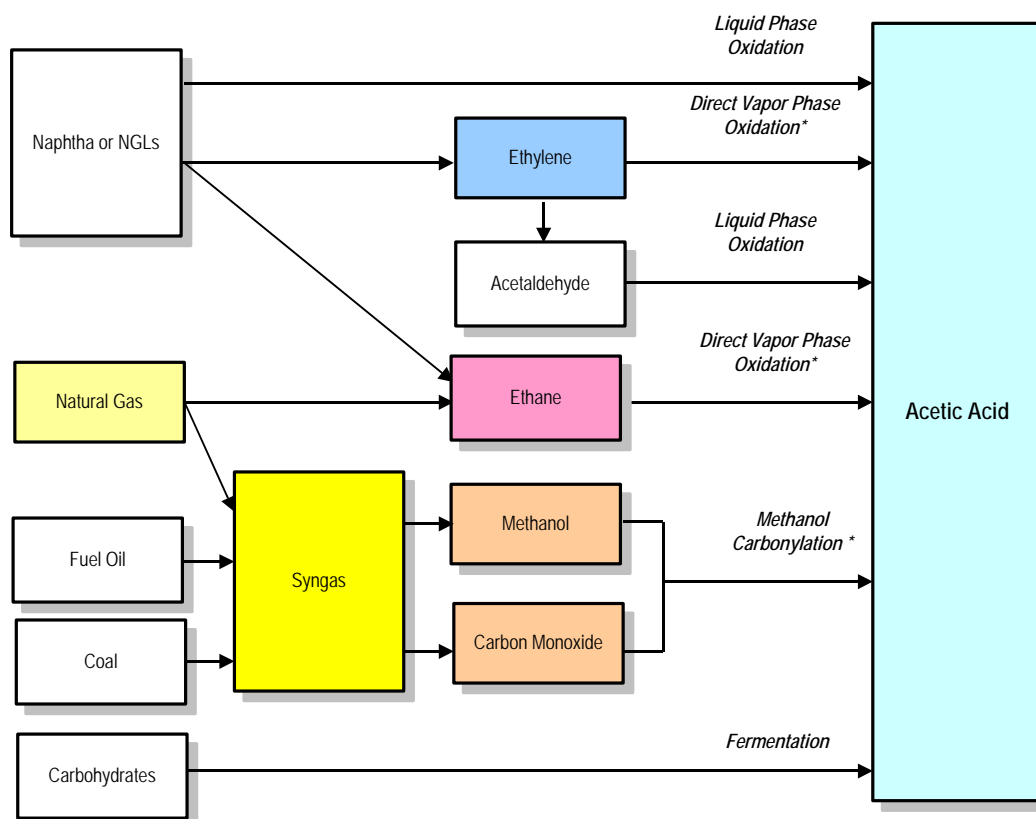 Liquid Phase
Oxidation
Naphtha or NGLs
Direct Vapor Phase
Oxidation*
Ethylene
Liquid Phase
Oxidation
Acetaldehyde
Direct Vapor Phase
Oxidation*
Natural Gas
Ethane
Acetic Acid
Methanol
Methanol
Carbonylation *
Fuel Oil
Syngas
Carbon Monoxide
Coal
Fermentation
Carbohydrates